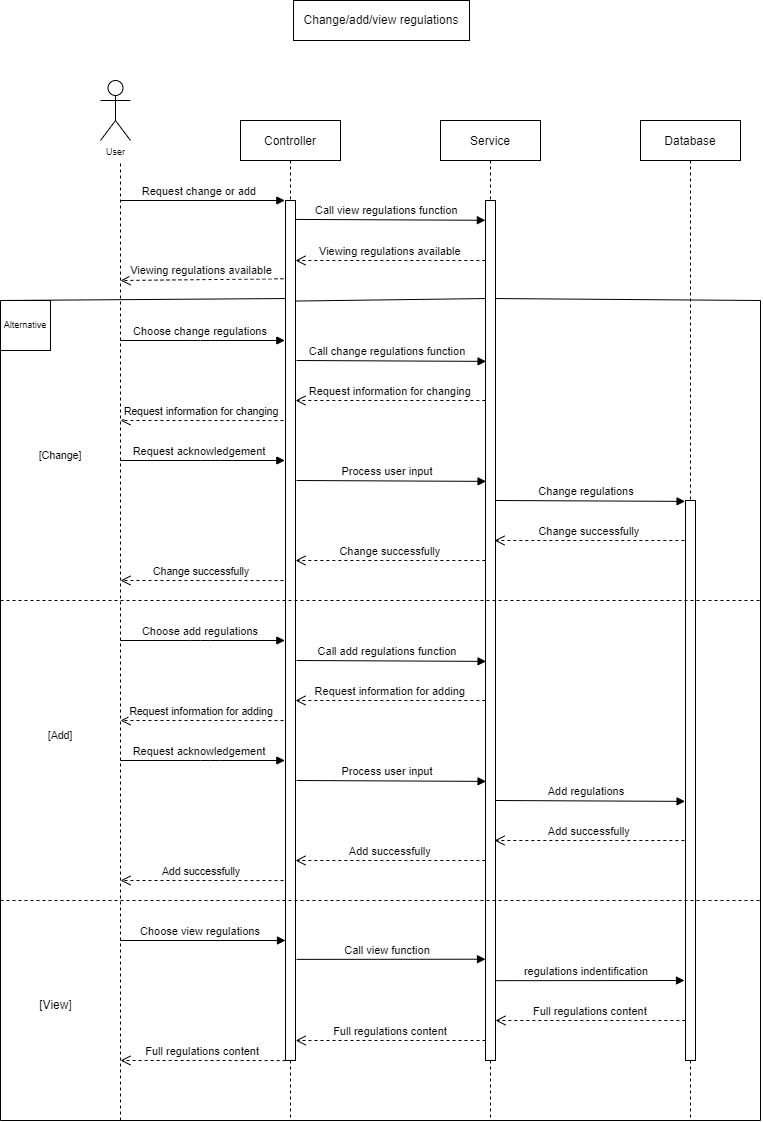 Change/add/view regulations
User
Controller
Service
Database
Request change or add
Call view regulations function
Viewing regulations available
Viewing regulations available
Alternative
Choose change regulations
Call change regulations function
Request information for changing
Request information for changing
[Change]
Request acknowledgement
Process user input
Change regulations
Change successfully
Change successfully
Change successfully
Choose add regulations
Call add regulations function
Request information for adding
Request information for adding
[Add]
Request acknowledgement
Process user input
Add regulations
Add successfully
Add successfully
Add successfully
Choose view regulations
Call view function
regulations indentification
[View]
Full regulations content
Full regulations content
Full regulations content